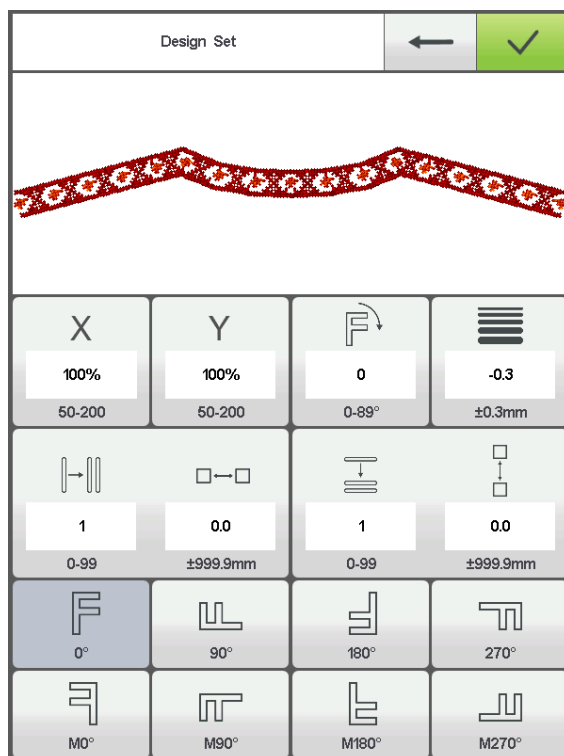 Design Set
X Y F
100% 100% 0 -0.3
50-200 50-200 0-89° ±0.3mm
1 0.0 1 0.0
0-99 ±999.9mm 0-99 ±999.9mm
F F F F
0° 90° 180° 270°
F F F F
M0° M90° M180° M270°